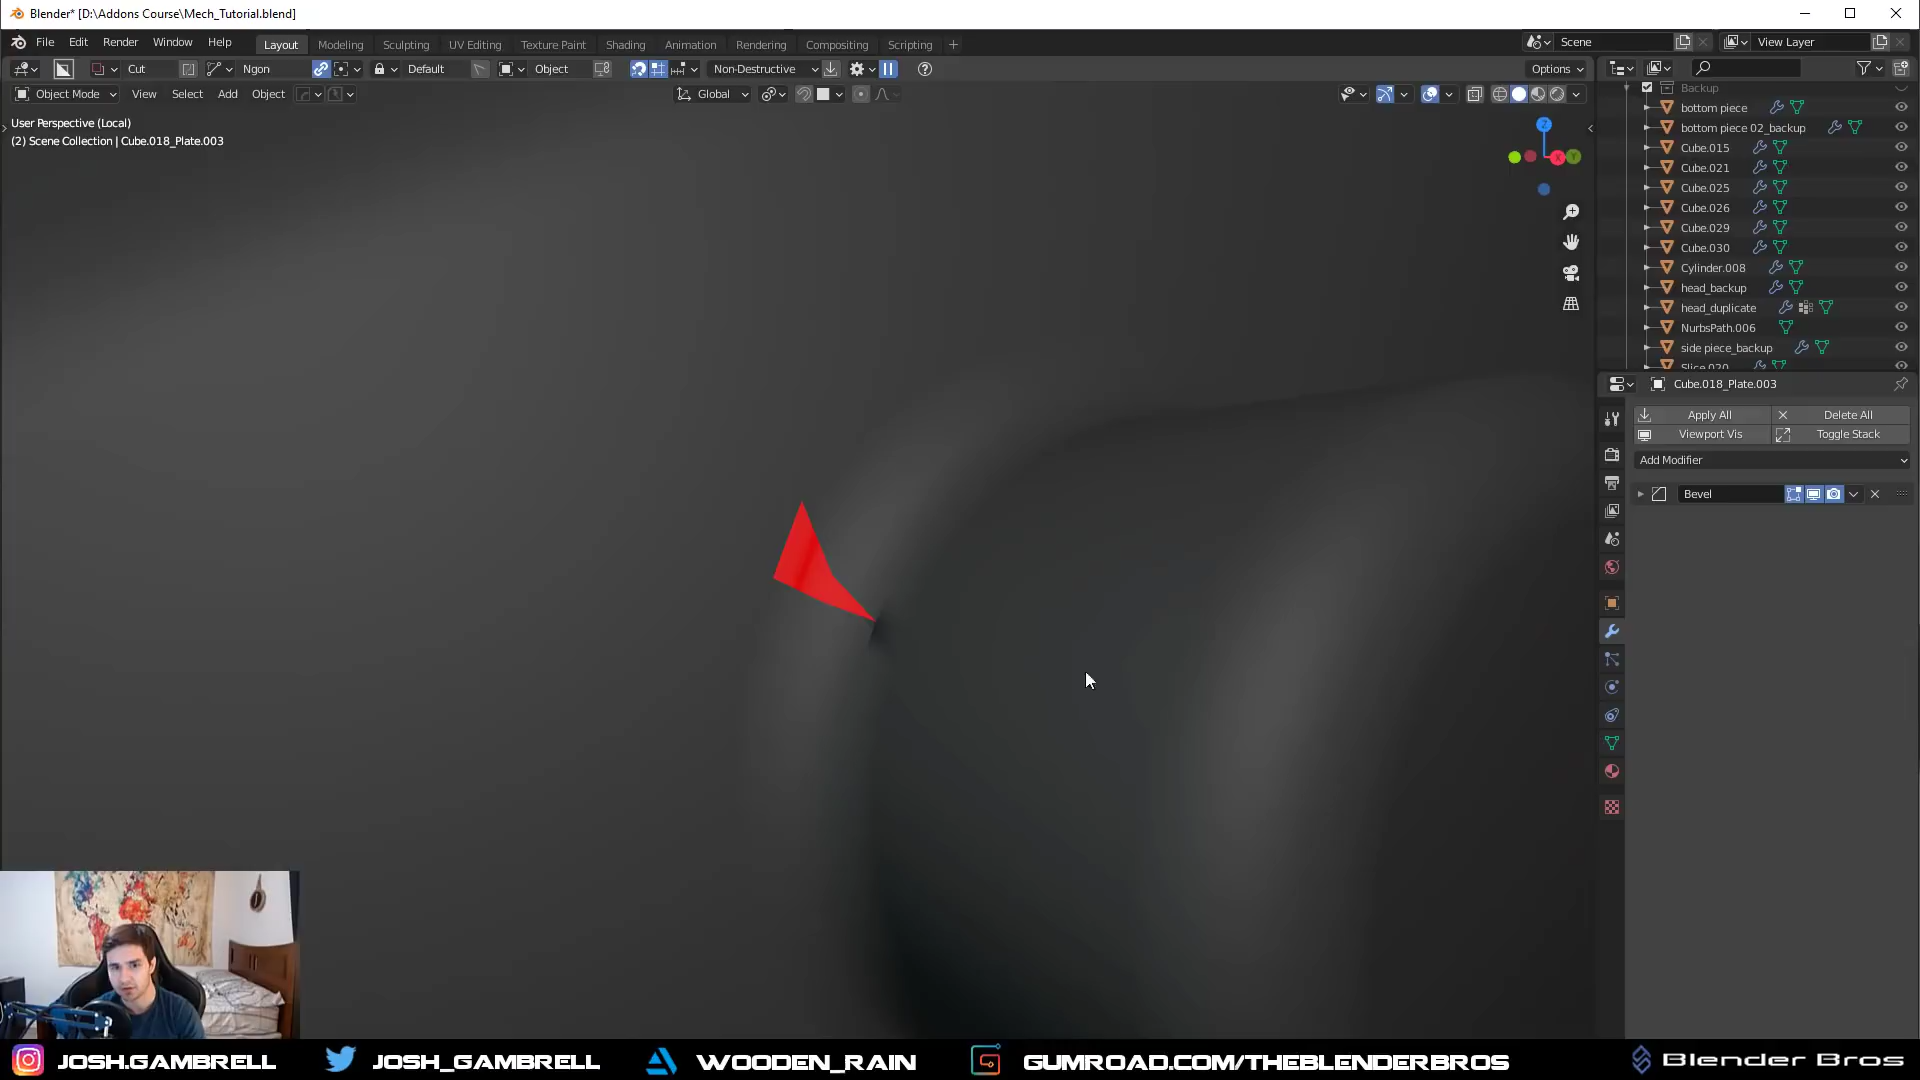 Blender* [D:\Addons Course\Mech_Tutorial.blend]
File Edit Render Window Help Layout Modeling Sculpting UV Editing Texture Paint Shading Animation Rendering Compositing Scripting + Scene View Layer
Cut Ngon Default Object Non-Destructive Options
Object Mode View Select Add Object Global
User Perspective (Local)
(2) Scene Collection | Cube.018_Plate.003
Z
X
Y
Backup
bottom piece
bottom piece 02_backup
Cube.015
Cube.021
Cube.025
Cube.026
Cube.029
Cube.030
Cylinder.008
head_backup
head_duplicate
NurbsPath.006
side piece_backup
Slice.020
Cube.018_Plate.003
Apply All Delete All
Viewport Vis Toggle Stack
Add Modifier
Bevel
JOSH.GAMBRELL JOSH_GAMBRELL WOODEN_RAIN GUMROAD.COM/THEBLENDERBROS Blender Bros